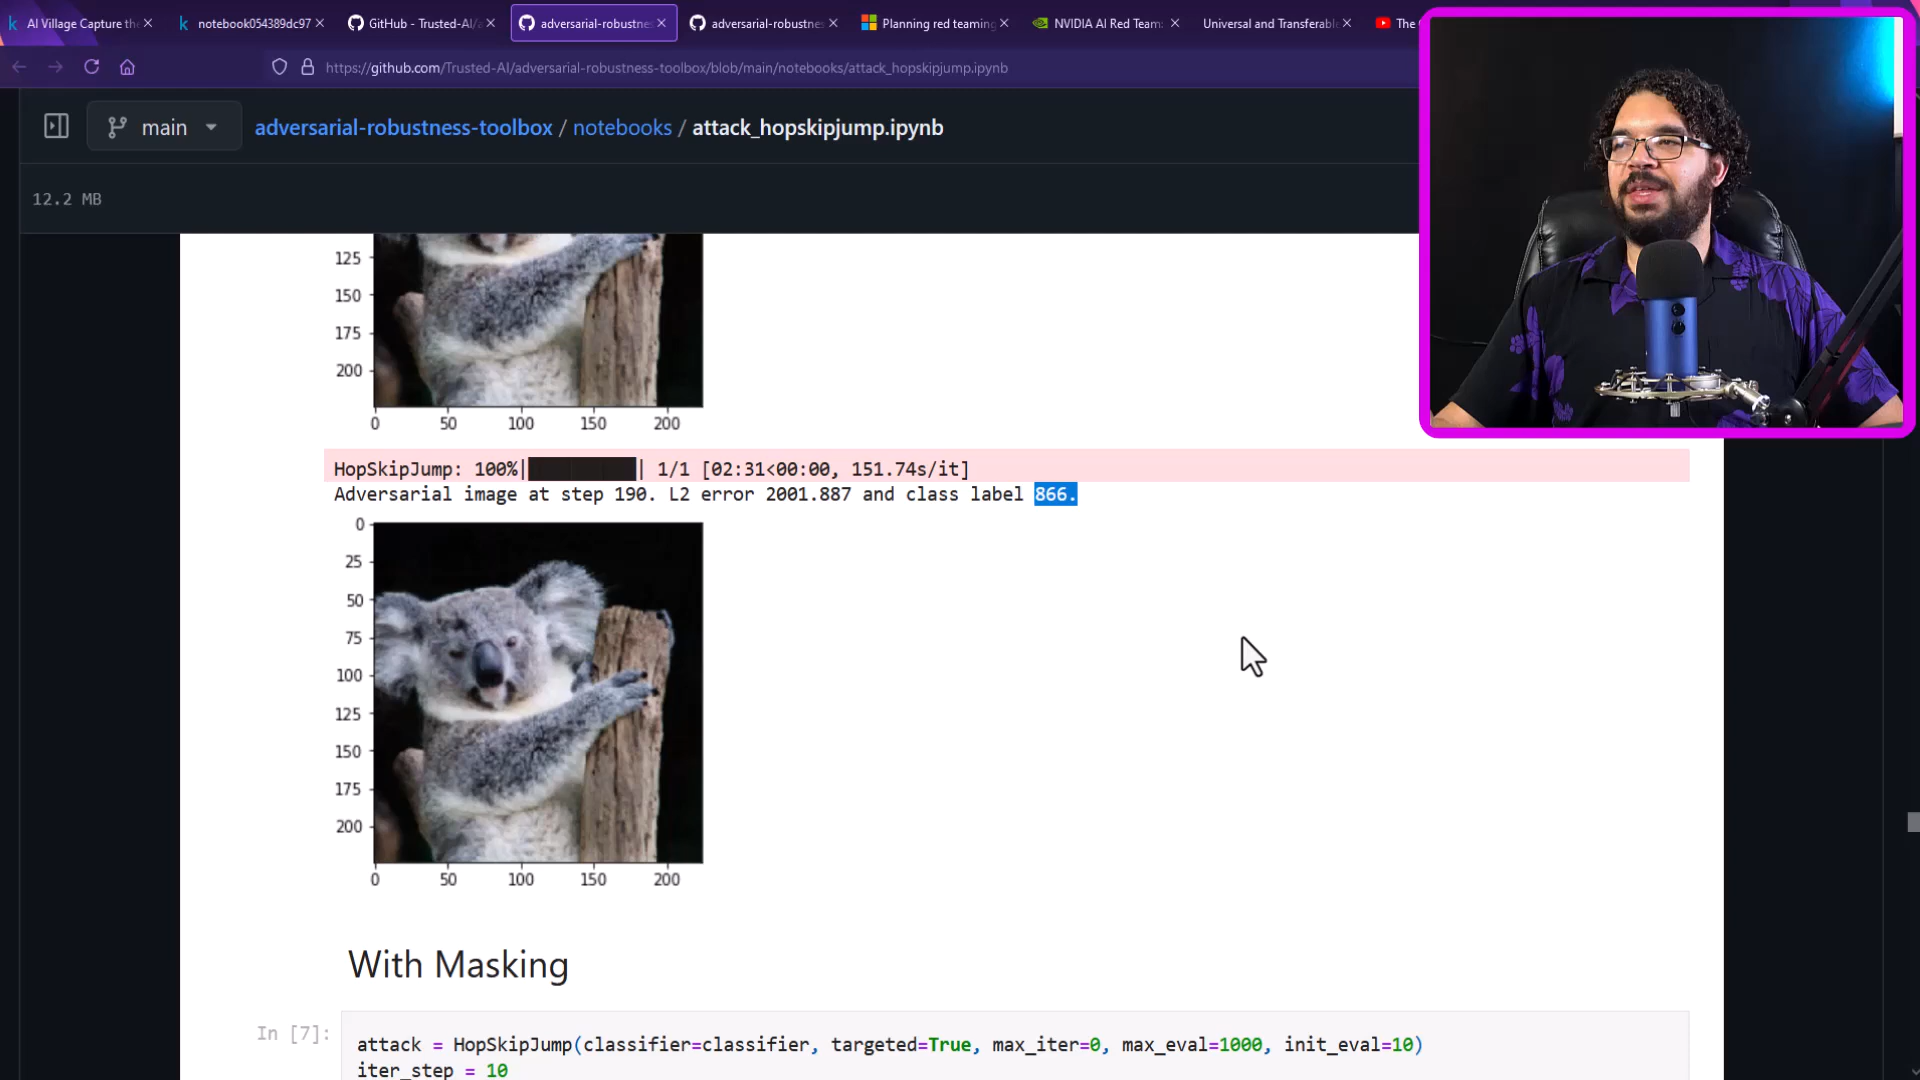 AI Village Capture the
notebook054389dc97
GitHub - Trusted-AI/a
adversarial-robustnes
adversarial-robustne
Planning red teaming
NVIDIA AI Red Team:
Universal and Transferabl
The
https://github.com/Trusted-AI/adversarial-robustness-toolbox/blob/main/notebooks/attack_hopskipjump.ipynb
main
adversarial-robustness-toolbox / notebooks / attack_hopskipjump.ipynb
12.2 MB
125
150
175
200
0 50 100 150 200
HopSkipJump: 100%|██████████| 1/1 [02:31<00:00, 151.74s/it]
Adversarial image at step 190. L2 error 2001.887 and class label 866.
0
25
50
75
100
125
150
175
200
0 50 100 150 200
With Masking
In [7]:
attack = HopSkipJump(classifier=classifier, targeted=True, max_iter=0, max_eval=1000, init_eval=10)
iter_step = 10